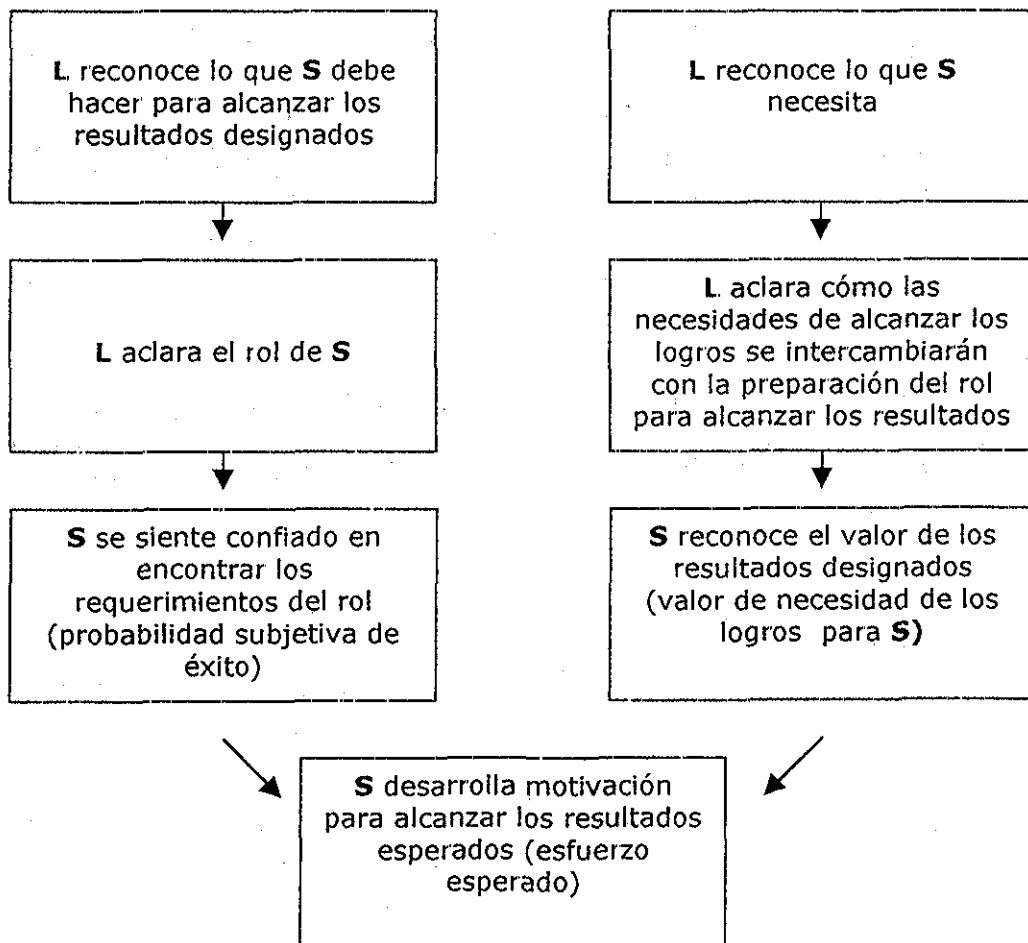 L reconoce lo que S debe
hacer para alcanzar los
resultados designados
L reconoce lo que S
necesita
L aclara el rol de S
L aclara cómo las
necesidades de alcanzar los
logros se intercambiarán
con la preparación del rol
para alcanzar los resultados
S se siente confiado en
encontrar los
requerimientos del rol
(probabilidad subjetiva de
éxito)
S reconoce el valor de los
resultados designados
(valor de necesidad de los
logros para S)
S desarrolla motivación
para alcanzar los resultados
esperados (esfuerzo
esperado)